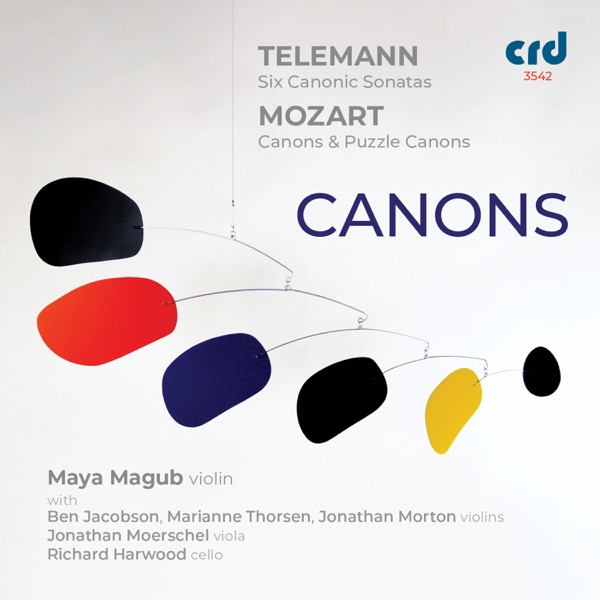 TELEMANN
Six Canonic Sonatas
MOZART
Canons & Puzzle Canons
crd
3542
CANONS
Maya Magub violin
with
Ben Jacobson, Marianne Thorsen, Jonathan Morton violins
Jonathan Moerschel viola
Richard Harwood cello